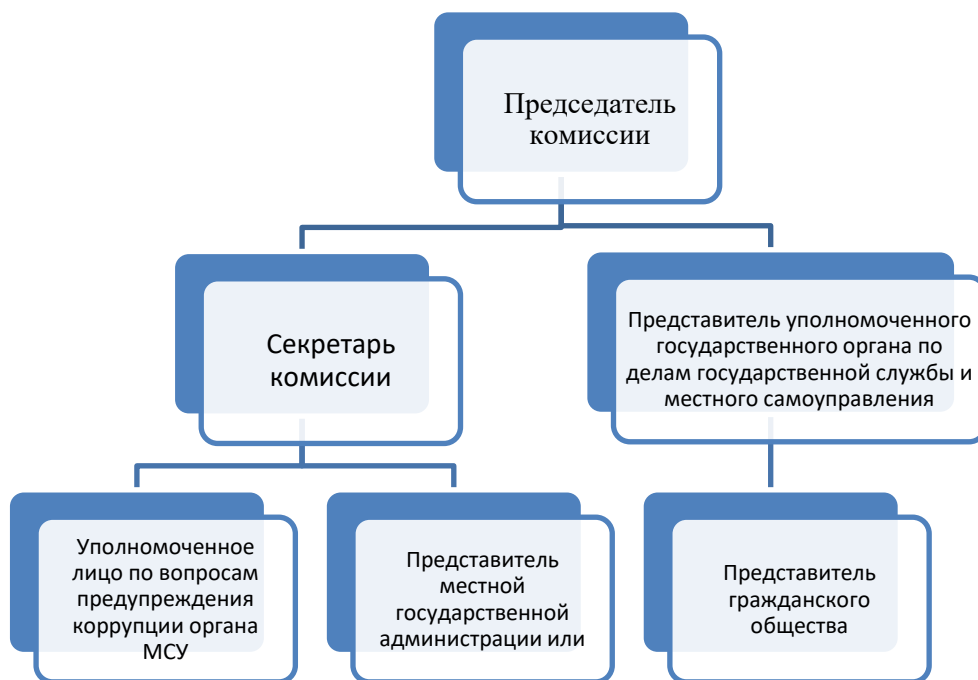 Председатель
комиссии
Секретарь
комиссии
Представитель уполномоченного
государственного органа по
делам государственной службы и
местного самоуправления
Уполномоченное
лицо по вопросам
предупреждения
коррупции органа
МСУ
Представитель
местной
государственной
администрации или
Представитель
гражданского
общества